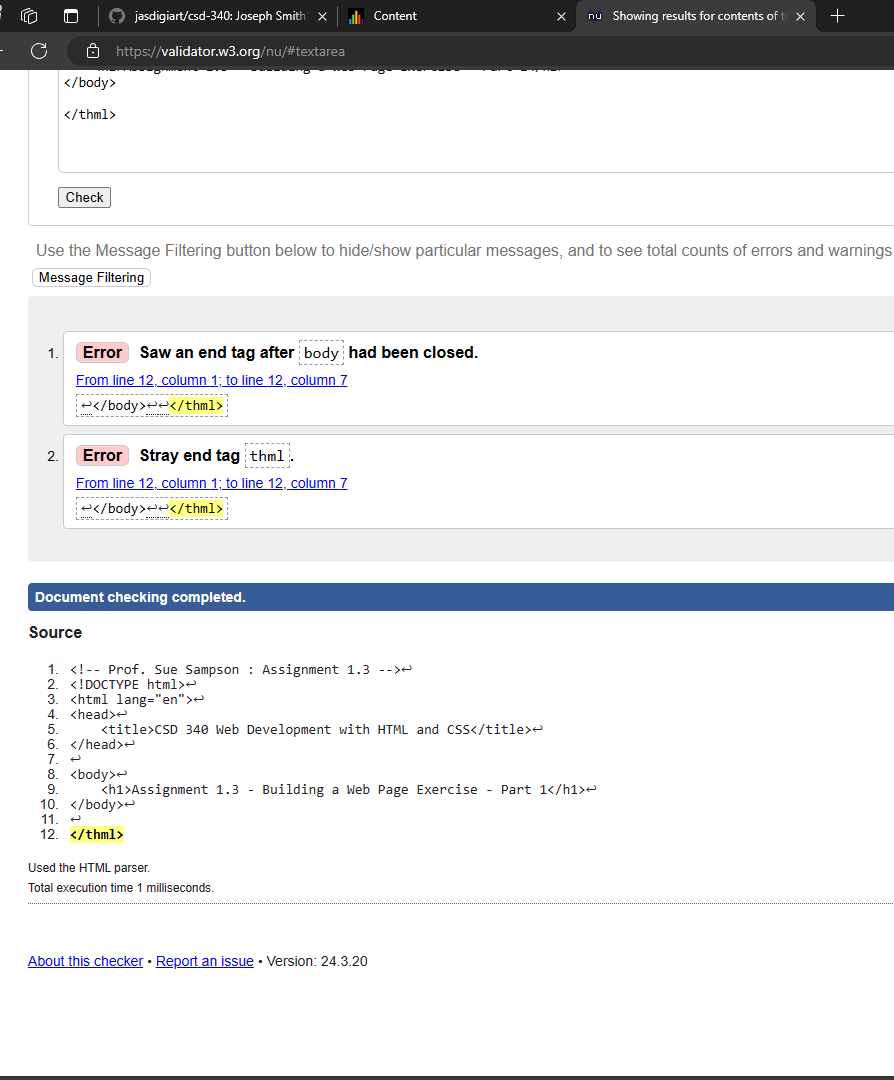 jasdigiart/csd-340: Joseph Smith
Content
nu Showing results for contents of t
https://validator.w3.org/nu/#textarea
</body>
</thml>
Check
Use the Message Filtering button below to hide/show particular messages, and to see total counts of errors and warnings
Message Filtering
1. Error Saw an end tag after body had been closed.
From line 12, column 1; to line 12, column 7
↩</body>↩↩</thml>
2. Error Stray end tag thml.
From line 12, column 1; to line 12, column 7
↩</body>↩↩</thml>
Document checking completed.
Source
1. <!-- Prof. Sue Sampson : Assignment 1.3 -->↩
2. <!DOCTYPE html>↩
3. <html lang="en">↩
4. <head>↩
5. <title>CSD 340 Web Development with HTML and CSS</title>↩
6. </head>↩
7. ↩
8. <body>↩
9. <h1>Assignment 1.3 - Building a Web Page Exercise - Part 1</h1>↩
10. </body>↩
11. ↩
12. </thml>
Used the HTML parser.
Total execution time 1 milliseconds.
About this checker • Report an issue • Version: 24.3.20